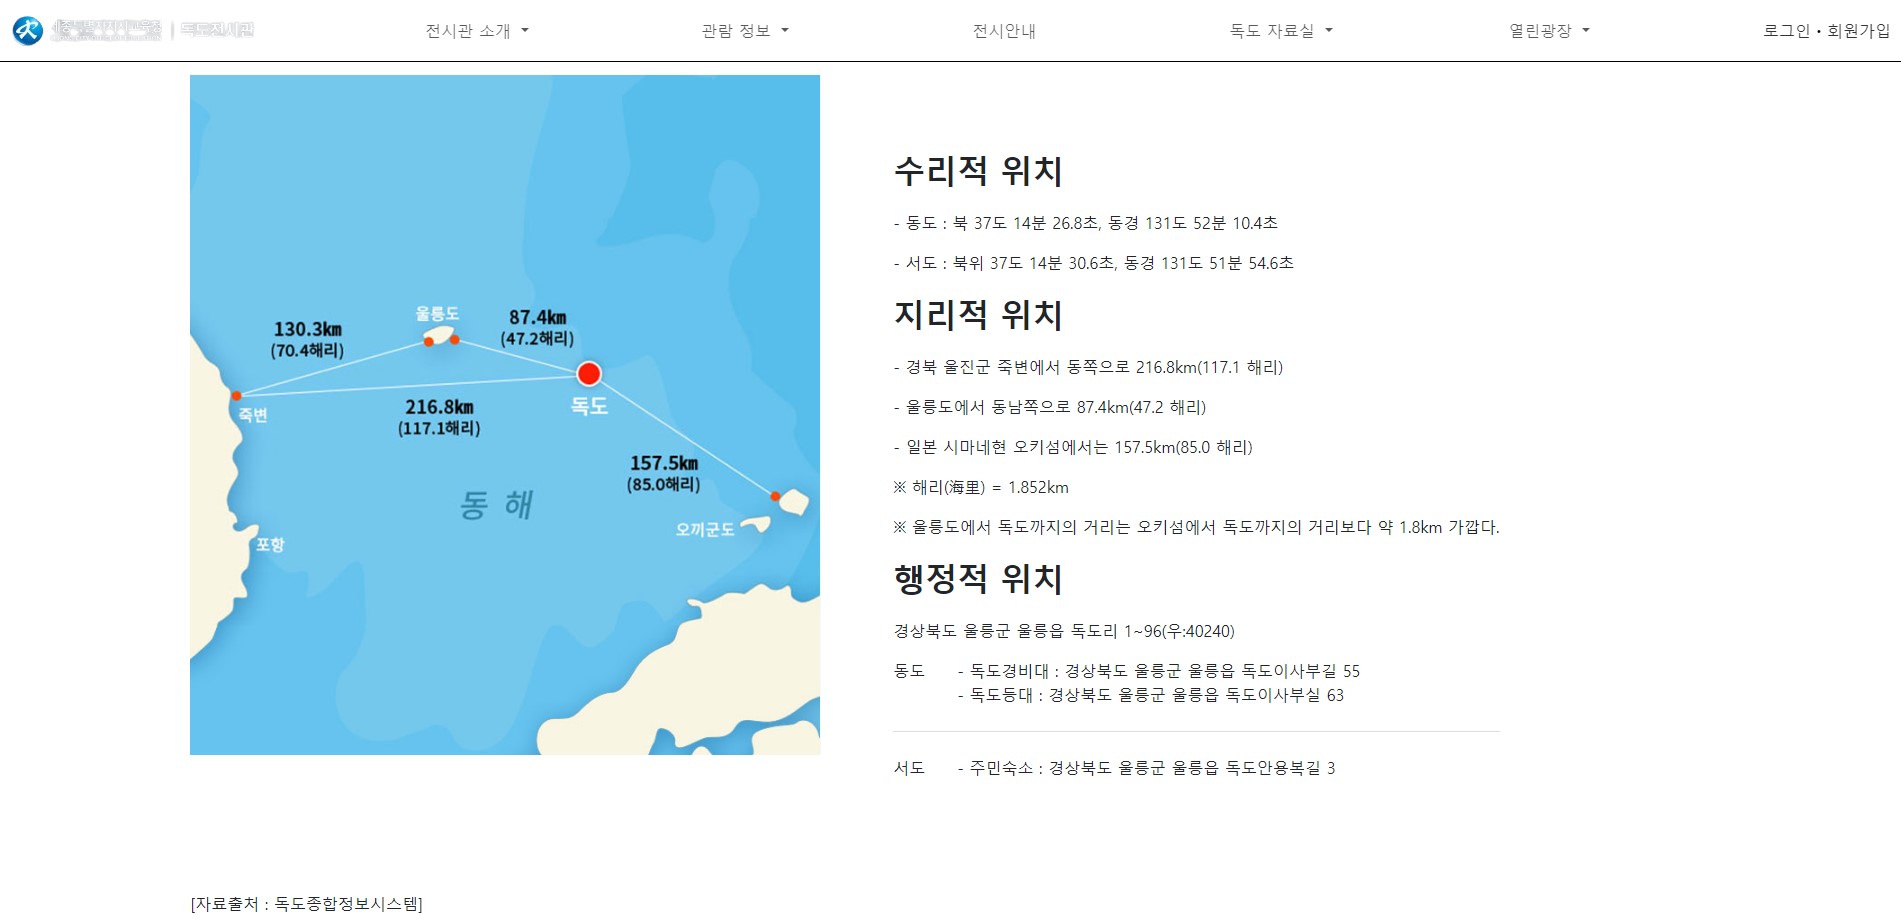 독도전시관
전시관 소개
관람 정보
전시안내
독도 자료실
열린광장
로그인 • 회원가입
130.3km
(70.4해리)
울릉도
87.4km
(47.2해리)
죽변
216.8km
(117.1해리)
독도
157.5km
(85.0해리)
동 해
오끼군도
포항
수리적 위치
- 동도 : 북 37도 14분 26.8초, 동경 131도 52분 10.4초
- 서도 : 북위 37도 14분 30.6초, 동경 131도 51분 54.6초
지리적 위치
- 경북 울진군 죽변에서 동쪽으로 216.8km(117.1 해리)
- 울릉도에서 동남쪽으로 87.4km(47.2 해리)
- 일본 시마네현 오키섬에서는 157.5km(85.0 해리)
※ 해리(海里) = 1.852km
※ 울릉도에서 독도까지의 거리는 오키섬에서 독도까지의 거리보다 약 1.8km 가깝다.
행정적 위치
경상북도 울릉군 울릉읍 독도리 1~96(우:40240)
동도 - 독도경비대 : 경상북도 울릉군 울릉읍 독도이사부길 55
- 독도등대 : 경상북도 울릉군 울릉읍 독도이사부실 63
서도 - 주민숙소 : 경상북도 울릉군 울릉읍 독도안용복길 3
[자료출처 : 독도종합정보시스템]